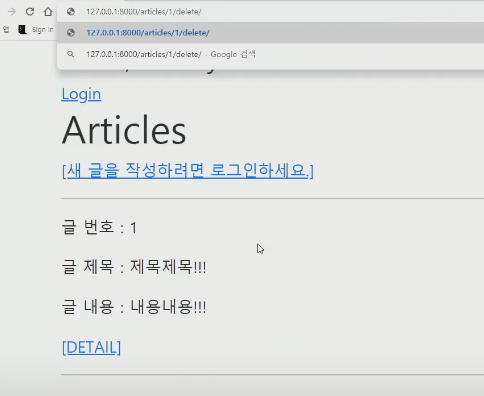 127.0.0.1:8000/articles/1/delete/
127.0.0.1:8000/articles/1/delete/
앱 Sign In
127.0.0.1:8000/articles/1/delete/ - Google 검색
Login
Articles
[새 글을 작성하려면 로그인하세요.]
글 번호 : 1
글 제목 : 제목제목!!!
글 내용 : 내용내용!!!
[DETAIL]